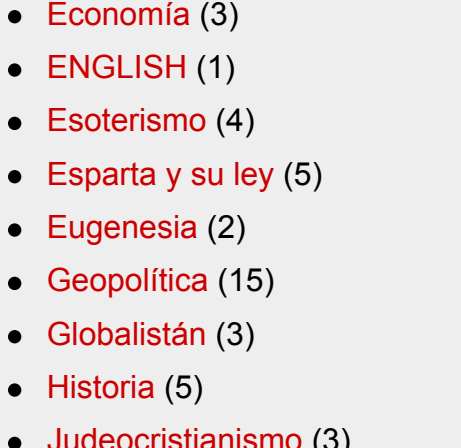 Economía (3)
ENGLISH (1)
Esoterismo (4)
Esparta y su ley (5)
Eugenesia (2)
Geopolítica (15)
Globalistán (3)
Historia (5)
Judeocristianismo (3)